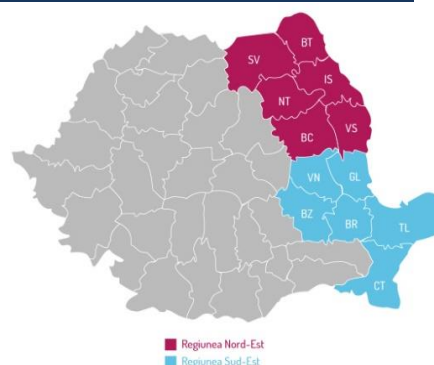 BT
SV
IS
NT
BC
VS
VN
GL
BZ
BR
TL
CT
Regiunea Nord-Est
Regiunea Sud-Est